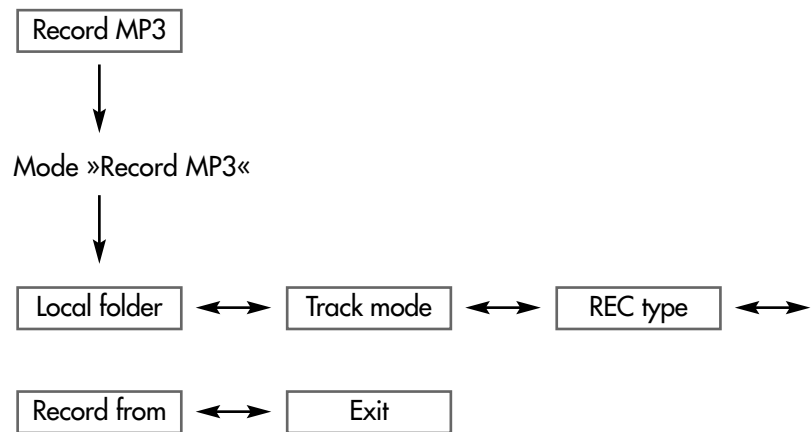 Record MP3
Mode »Record MP3«
Local folder Track mode REC type
Record from Exit